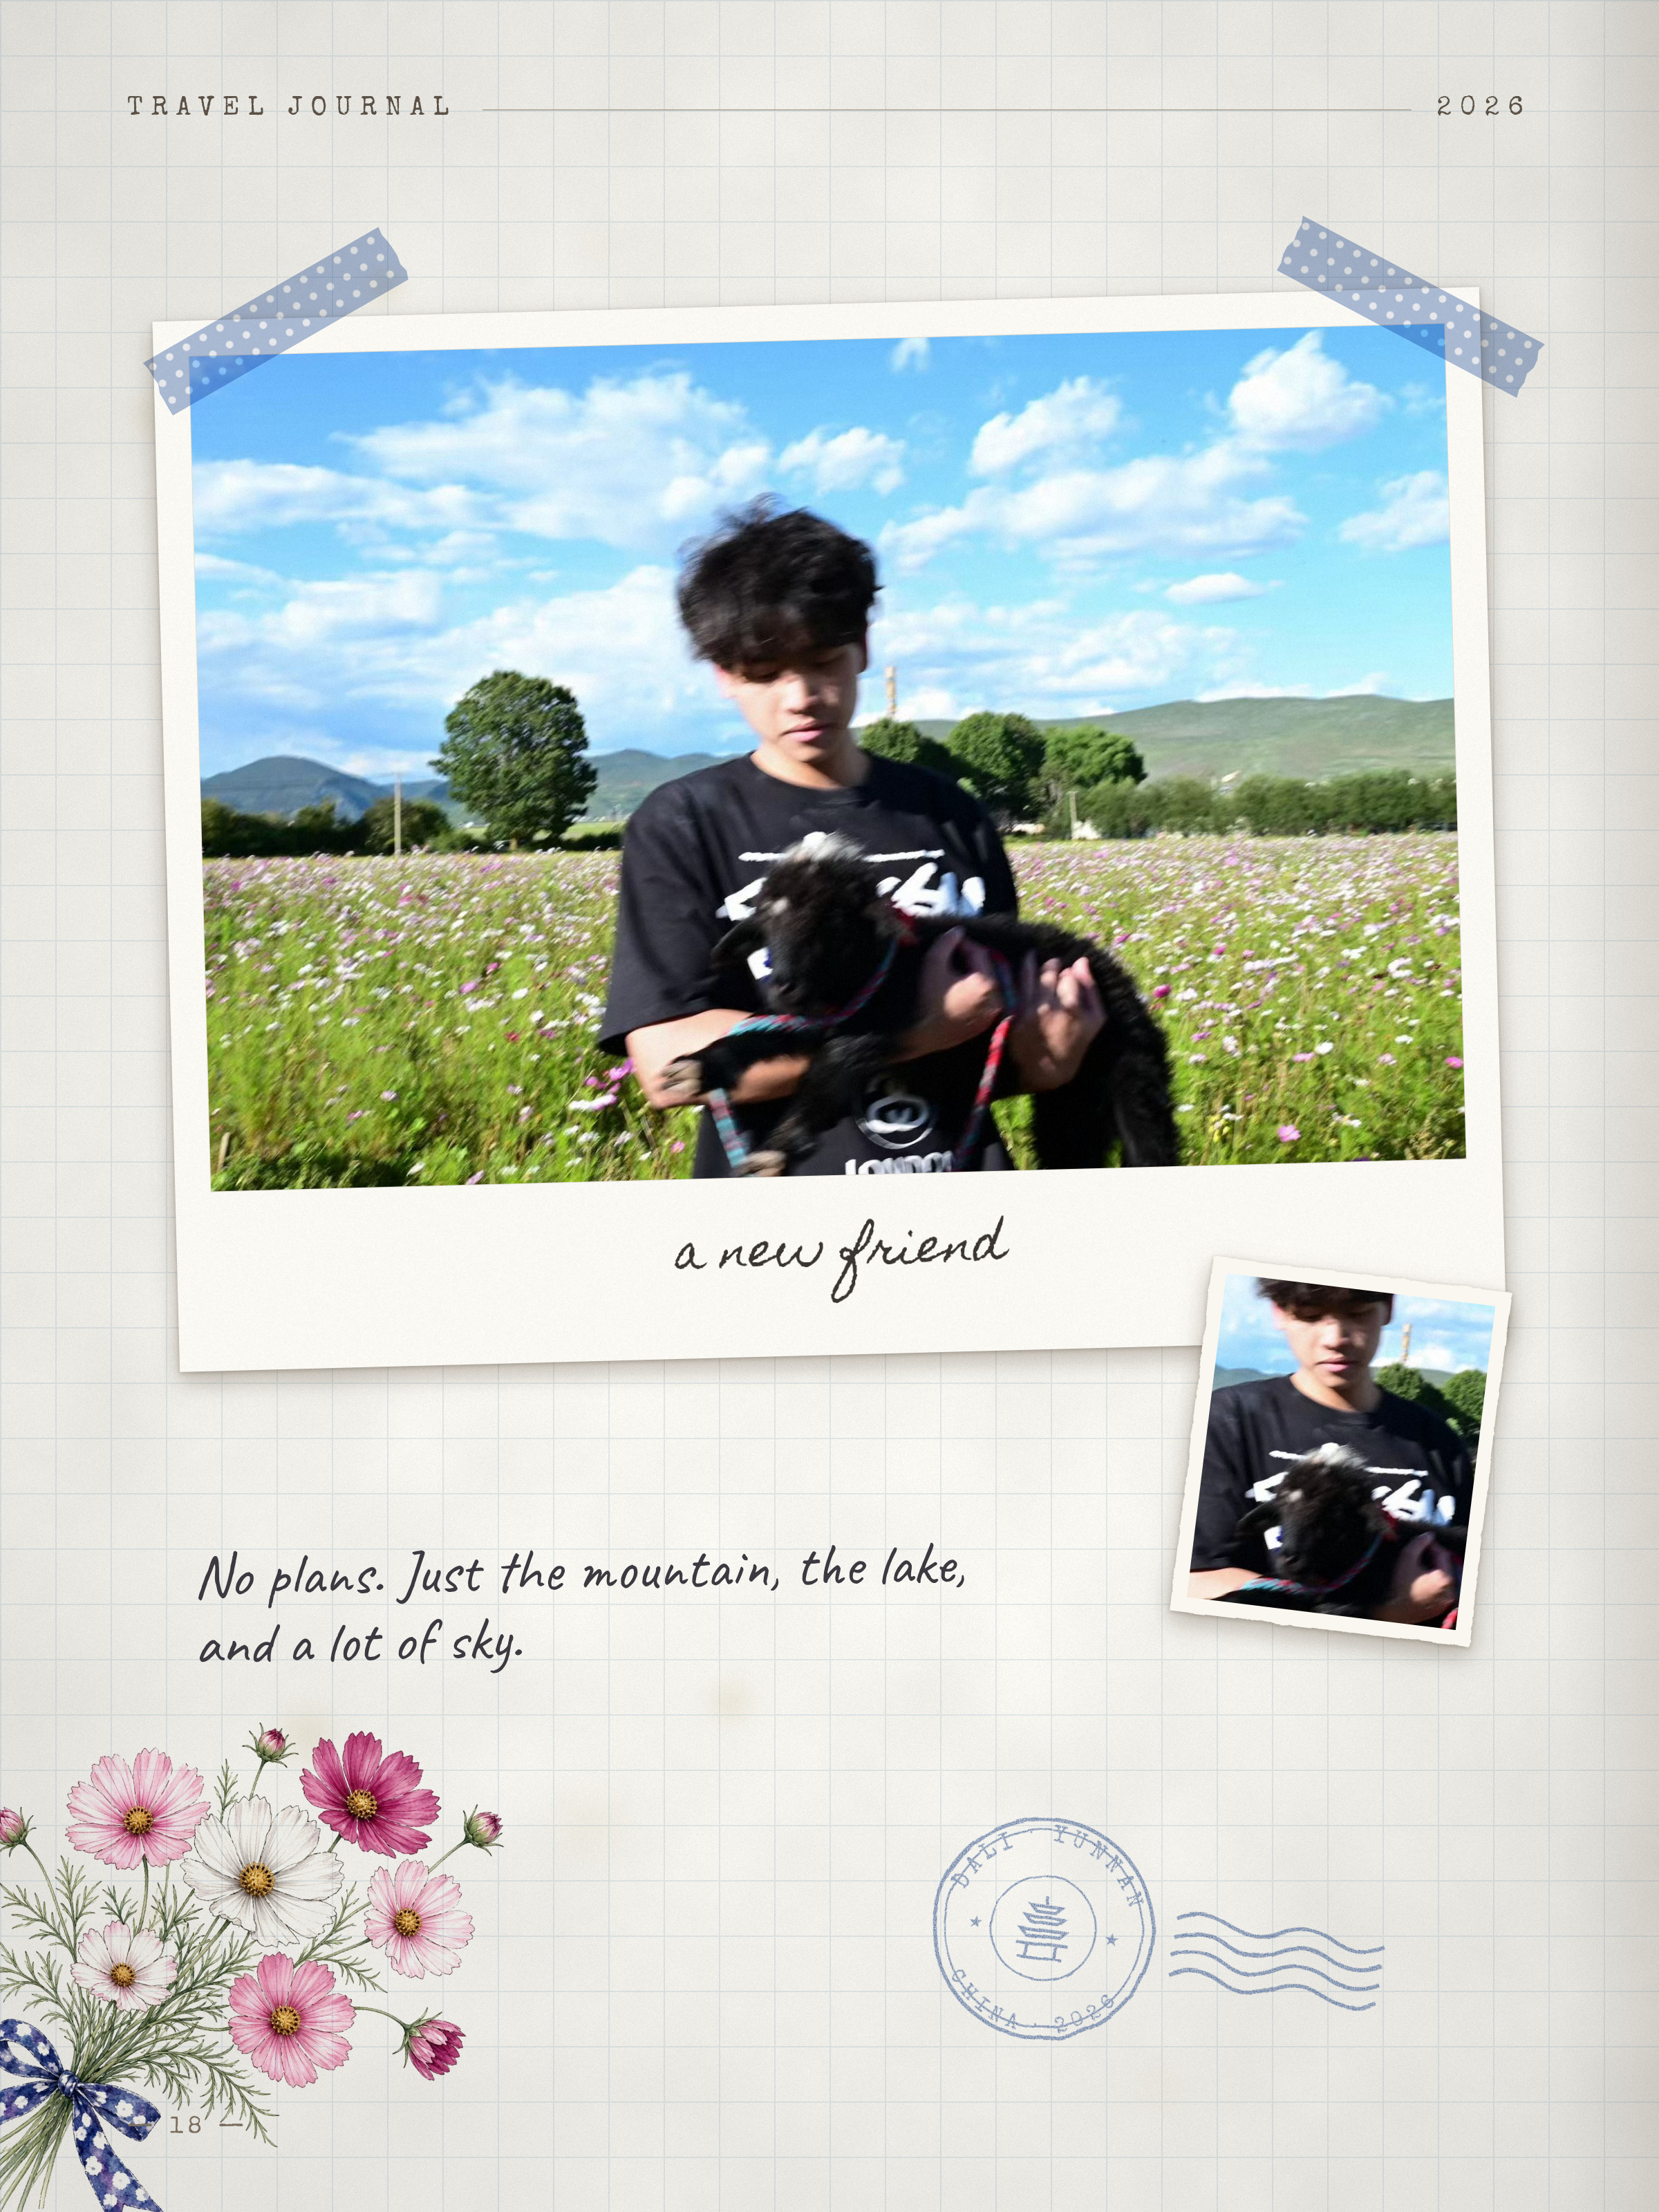 TRAVEL JOURNAL
2026
a new friend
No plans. Just the mountain, the lake,
and a lot of sky.
DALI · YUNNAN
CHINA · 2026
— 18 —